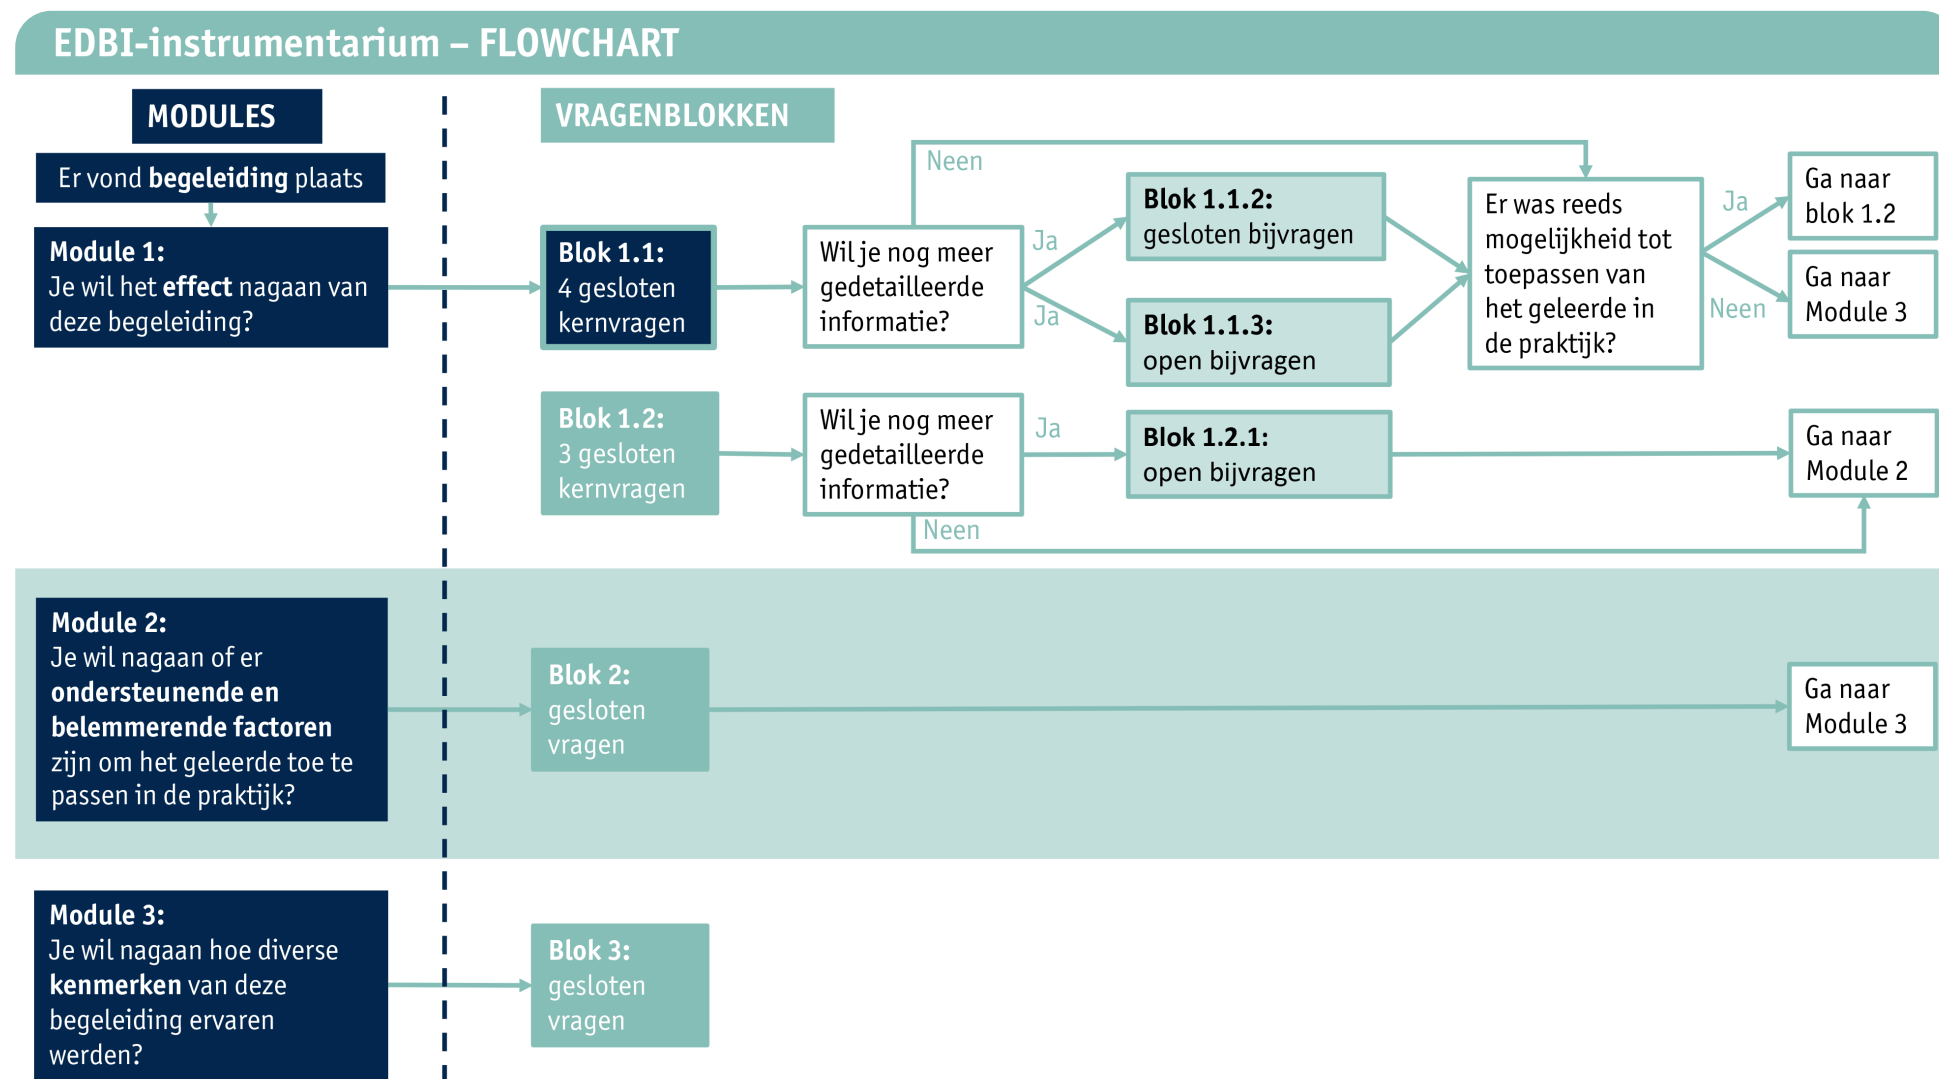 EDBI-instrumentarium – FLOWCHART
MODULES
VRAGENBLOKKEN
Er vond begeleiding plaats
Module 1:
Je wil het effect nagaan van
deze begeleiding?
Blok 1.1:
4 gesloten
kernvragen
Wil je nog meer
gedetailleerde
informatie?
Neen
Ja
Ja
Blok 1.1.2:
gesloten bijvragen
Blok 1.1.3:
open bijvragen
Er was reeds
mogelijkheid tot
toepassen van
het geleerde in
de praktijk?
Ja
Neen
Ga naar
blok 1.2
Ga naar
Module 3
Blok 1.2:
3 gesloten
kernvragen
Wil je nog meer
gedetailleerde
informatie?
Ja
Neen
Blok 1.2.1:
open bijvragen
Ga naar
Module 2
Module 2:
Je wil nagaan of er
ondersteunende en
belemmerende factoren
zijn om het geleerde toe te
passen in de praktijk?
Blok 2:
gesloten
vragen
Ga naar
Module 3
Module 3:
Je wil nagaan hoe diverse
kenmerken van deze
begeleiding ervaren
werden?
Blok 3:
gesloten
vragen